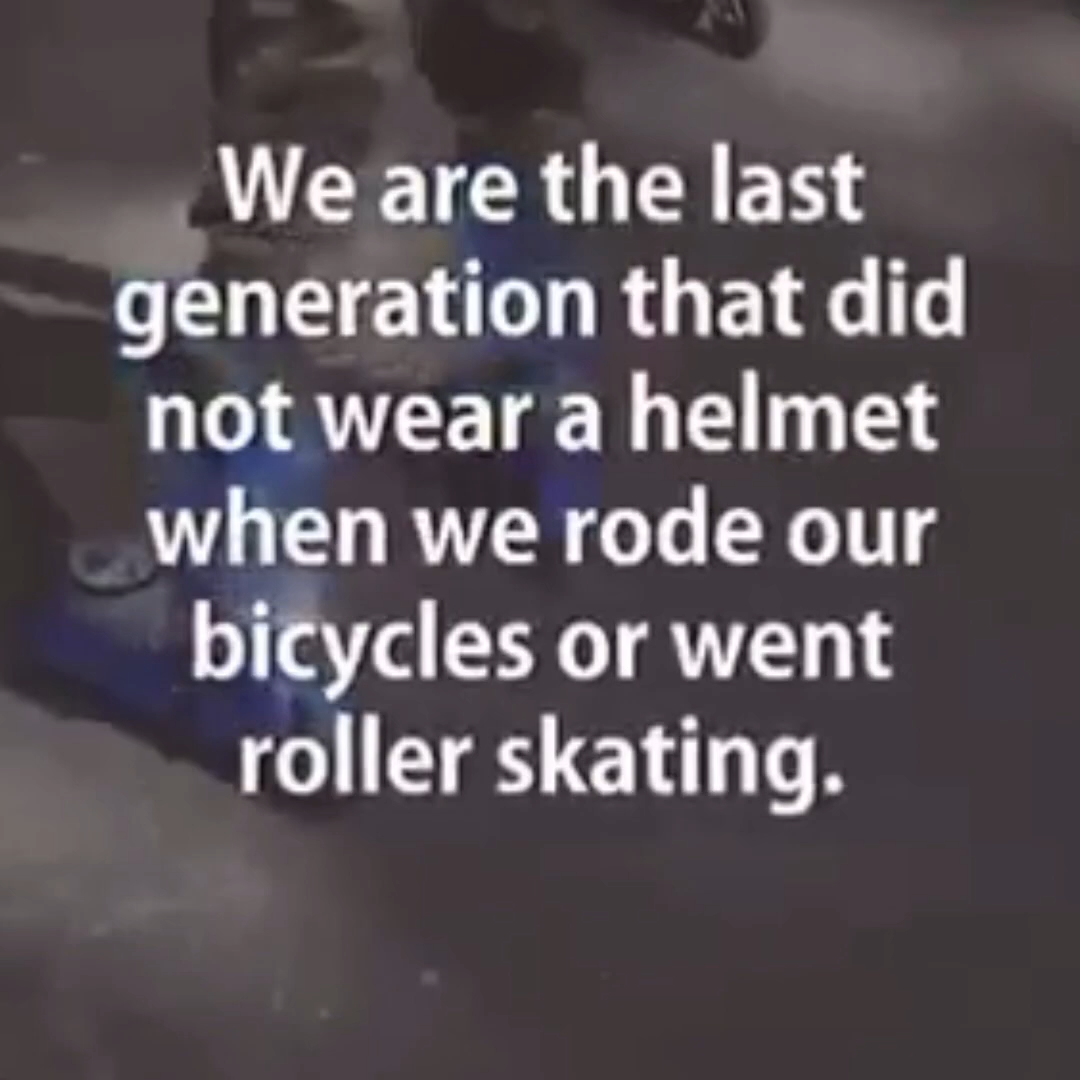 We are the last
generation that did
not wear a helmet
when we rode our
bicycles or went
roller skating.